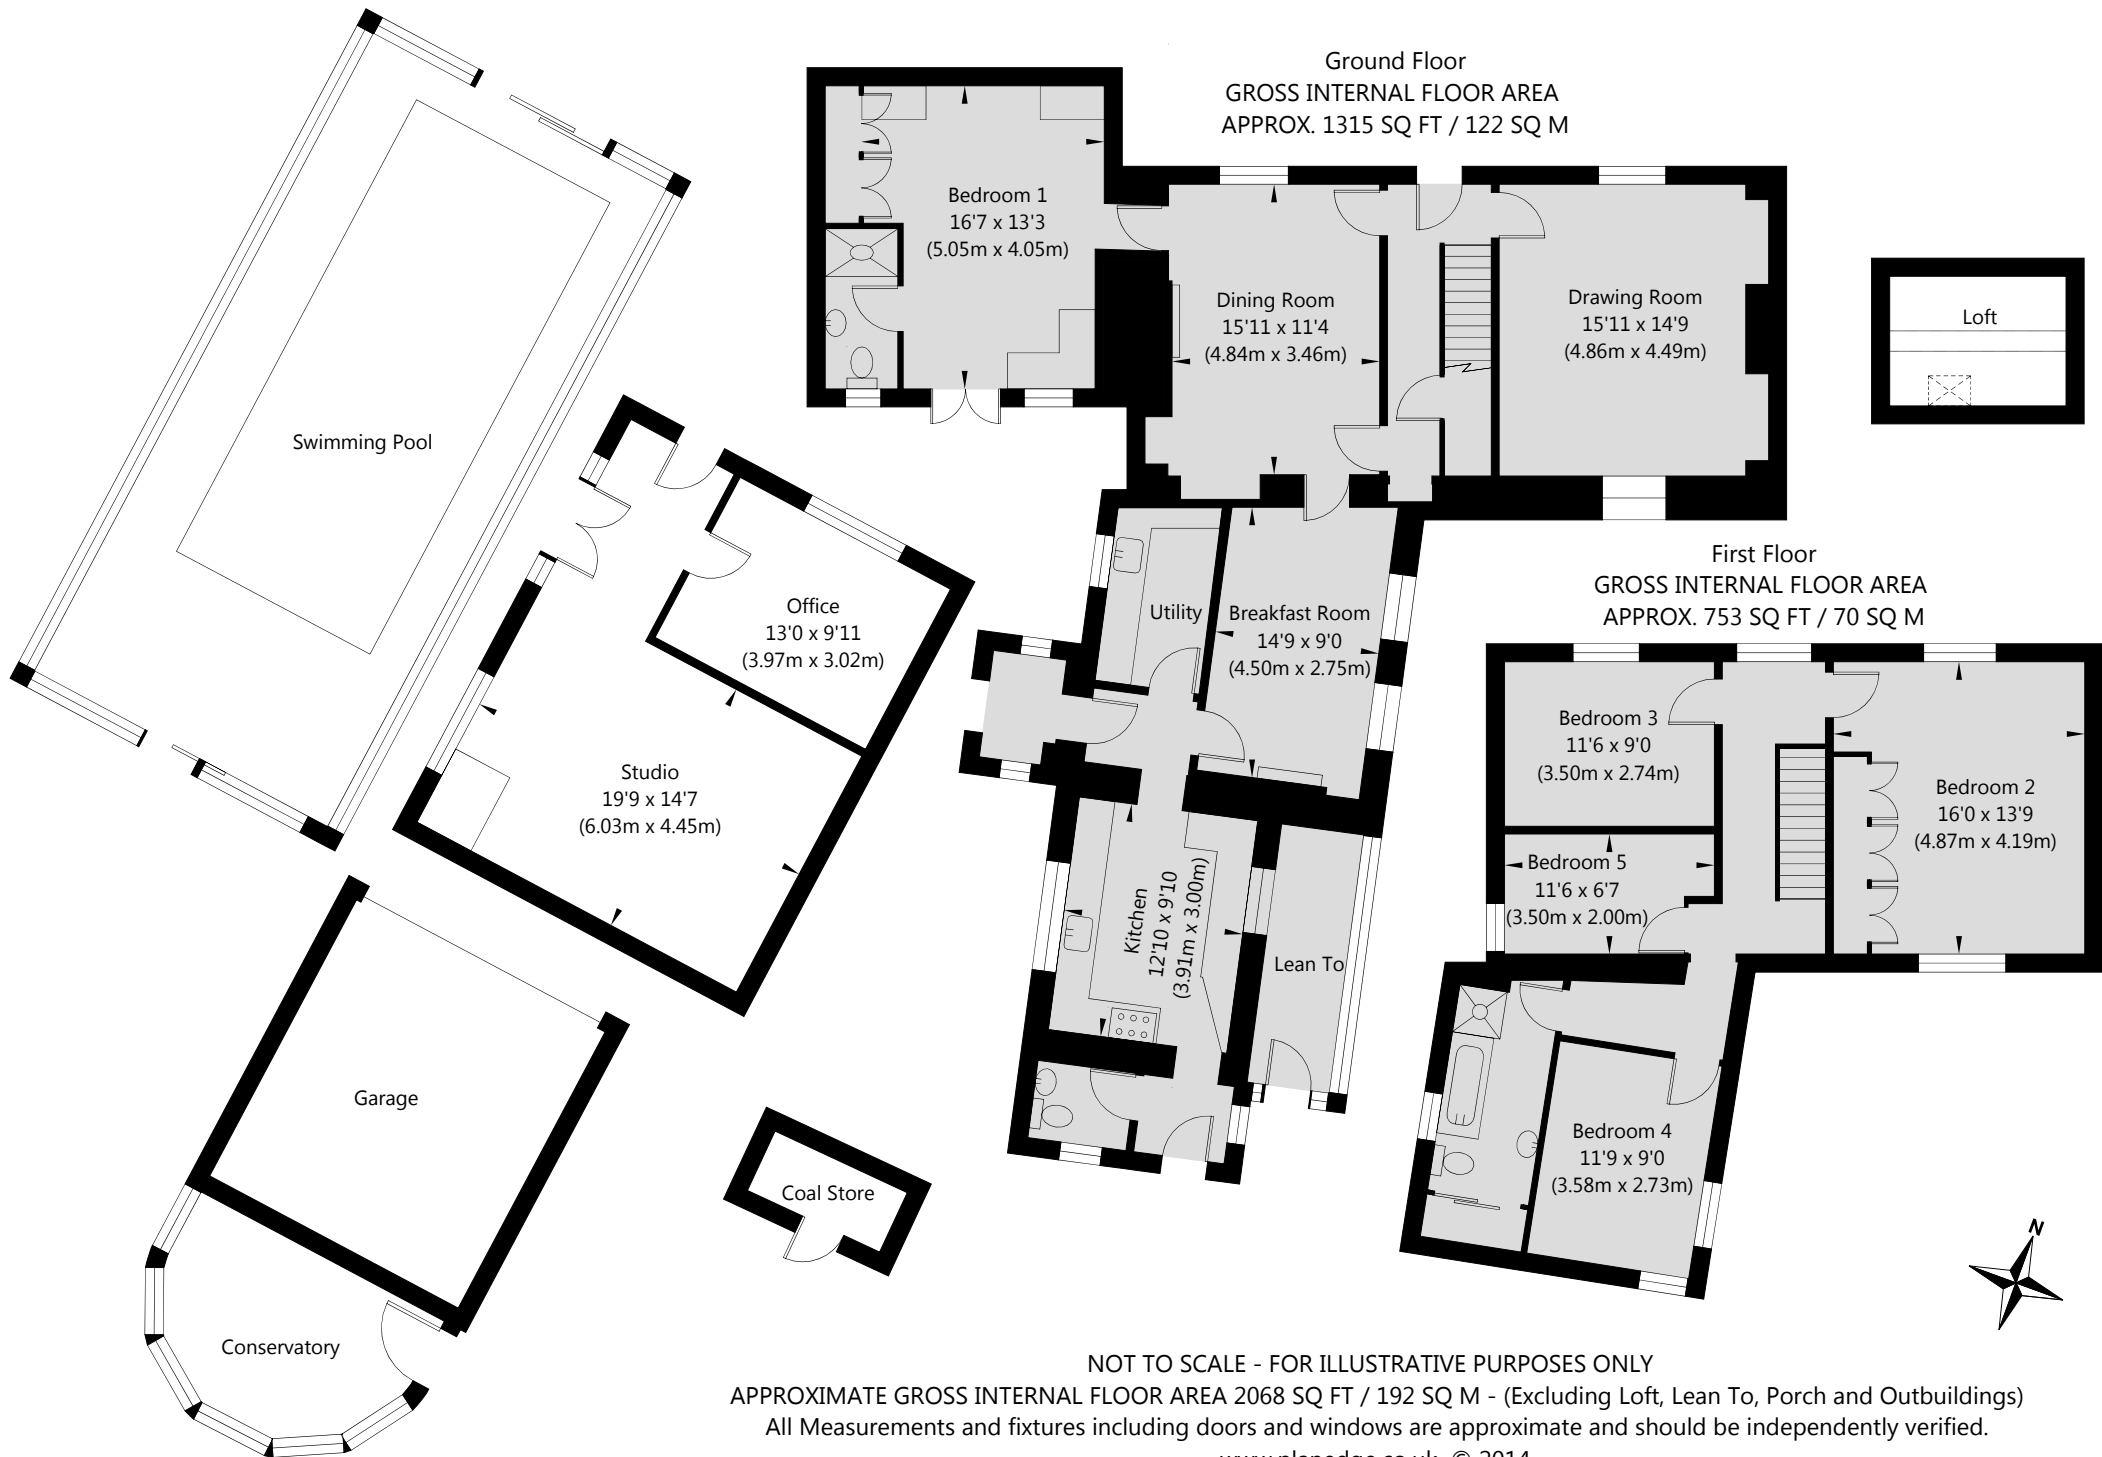 Ground Floor
GROSS INTERNAL FLOOR AREA
APPROX. 1315 SQ FT / 122 SQ M
Bedroom 1
16'7 x 13'3
(5.05m x 4.05m)
Dining Room
15'11 x 11'4
(4.84m x 3.46m)
Drawing Room
15'11 x 14'9
(4.86m x 4.49m)
Loft
Swimming Pool
Office
13'0 x 9'11
(3.97m x 3.02m)
Utility
Breakfast Room
14'9 x 9'0
(4.50m x 2.75m)
First Floor
GROSS INTERNAL FLOOR AREA
APPROX. 753 SQ FT / 70 SQ M
Studio
19'9 x 14'7
(6.03m x 4.45m)
Bedroom 3
11'6 x 9'0
(3.50m x 2.74m)
Bedroom 2
16'0 x 13'9
(4.87m x 4.19m)
Bedroom 5
11'6 x 6'7
(3.50m x 2.00m)
Kitchen
12'10 x 9'10
(3.91m x 3.00m)
Lean To
Garage
Coal Store
Bedroom 4
11'9 x 9'0
(3.58m x 2.73m)
N
Conservatory
NOT TO SCALE - FOR ILLUSTRATIVE PURPOSES ONLY
APPROXIMATE GROSS INTERNAL FLOOR AREA 2068 SQ FT / 192 SQ M - (Excluding Loft, Lean To, Porch and Outbuildings)
All Measurements and fixtures including doors and windows are approximate and should be independently verified.
www.planedge.co.uk © 2014